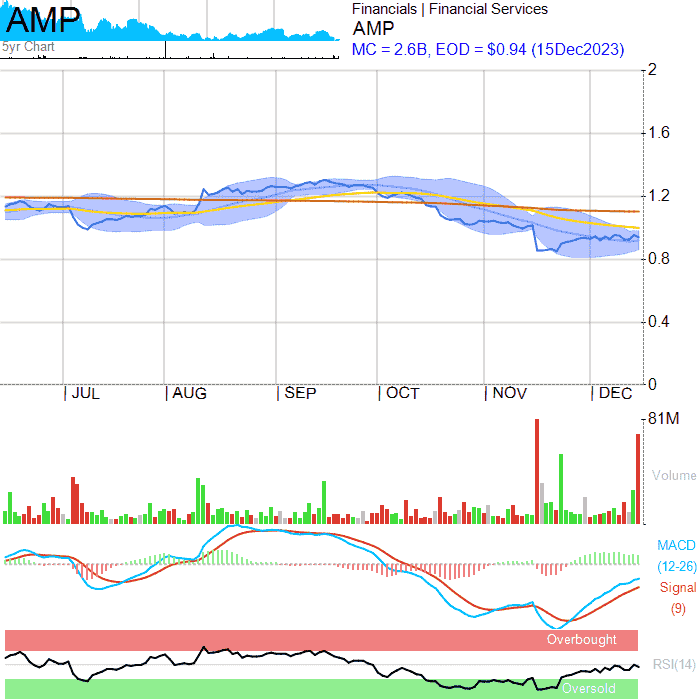 AMP
5yr Chart
Financials | Financial Services
AMP
MC = 2.6B, EOD = $0.94 (15Dec2023)
2
1.6
1.2
0.8
0.4
0
JUL
AUG
SEP
OCT
NOV
DEC
81M
Volume
MACD
(12-26)
Signal
(9)
Overbought
RSI(14)
Oversold